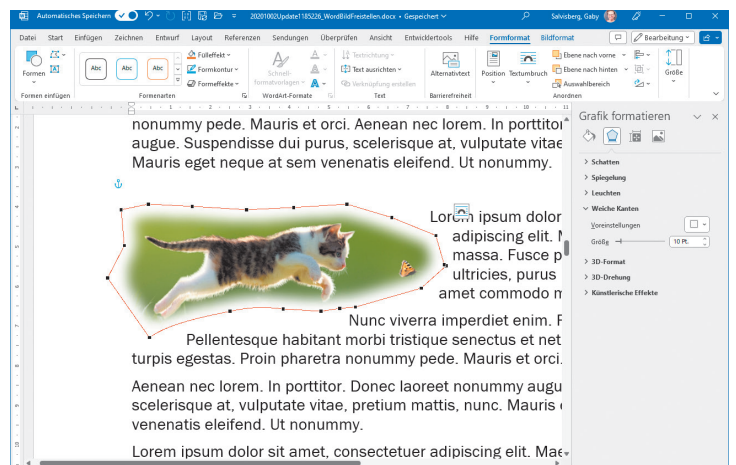 Automatisches Speichern
20201002Update1185226_WordBildFreistellen.docx • Gespeichert
Salvisberg, Gaby
Datei Start Einfügen Zeichnen Entwurf Layout Referenzen Sendungen Überprüfen Ansicht Entwicklertools Hilfe Formformat Bildformat
Bearbeitung
Formen
Abc Abc Abc
Fülleffekt
Formkontur
Formeffekte
Schnell-
formatvorlagen
Textrichtung
Text ausrichten
Verknüpfung erstellen
Alternativtext
Position Textumbruch
Ebene nach vorne
Ebene nach hinten
Auswahlbereich
Größe
Formen einfügen
Formenarten
WordArt-Formate
Text
Barrierefreiheit
Anordnen
nonummy pede. Mauris et orci. Aenean nec lorem. In porttitor
augue. Suspendisse dui purus, scelerisque at, vulputate vitae
Mauris eget neque at sem venenatis eleifend. Ut nonummy.
Lorem ipsum dolor
adipiscing elit. M
massa. Fusce p
ultricies, purus
amet commodo m
Nunc viverra imperdiet enim. F
Pellentesque habitant morbi tristique senectus et net
turpis egestas. Proin pharetra nonummy pede. Mauris et orci.
Aenean nec lorem. In porttitor. Donec laoreet nonummy augu
scelerisque at, vulputate vitae, pretium mattis, nunc. Mauris e
venenatis eleifend. Ut nonummy.
Lorem ipsum dolor sit amet, consectetuer adipiscing elit. Mae
Grafik formatieren
Schatten
Spiegelung
Leuchten
Weiche Kanten
Voreinstellungen
Größe 10 Pt.
3D-Format
3D-Drehung
Künstlerische Effekte